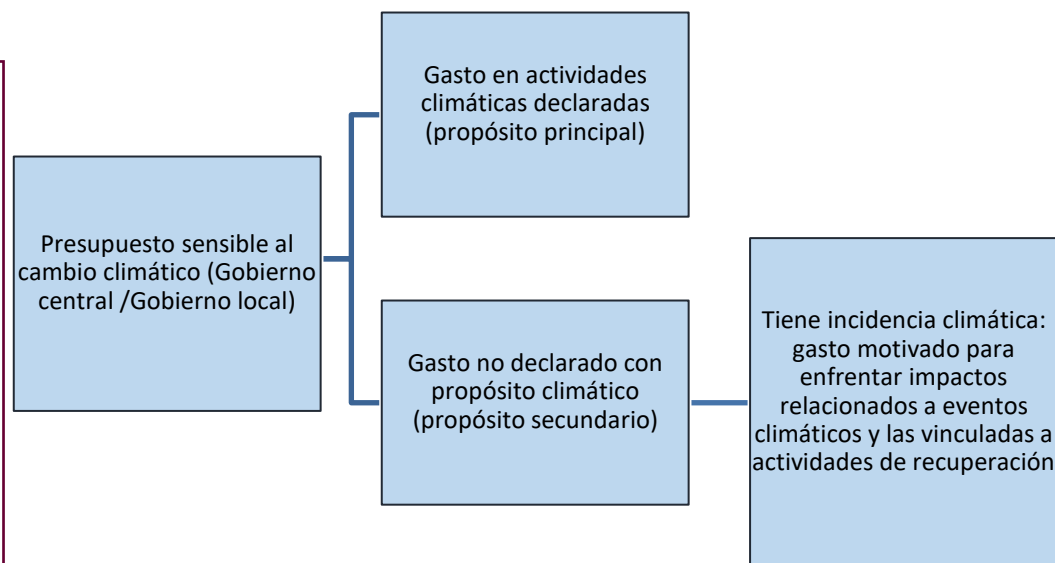 Gasto en actividades
climáticas declaradas
(propósito principal)
Presupuesto sensible al
cambio climático (Gobierno
central /Gobierno local)
Gasto no declarado con
propósito climático
(propósito secundario)
Tiene incidencia climática:
gasto motivado para
enfrentar impactos
relacionados a eventos
climáticos y las vinculadas a
actividades de recuperación